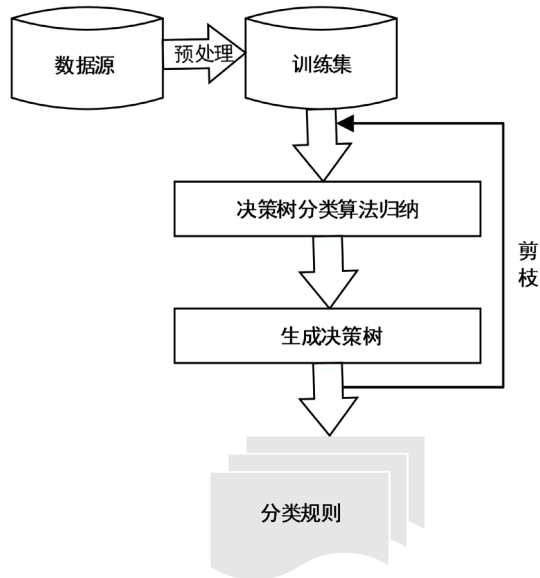 数据源
预处理
训练集
决策树分类算法归纳
剪
枝
生成决策树
分类规则